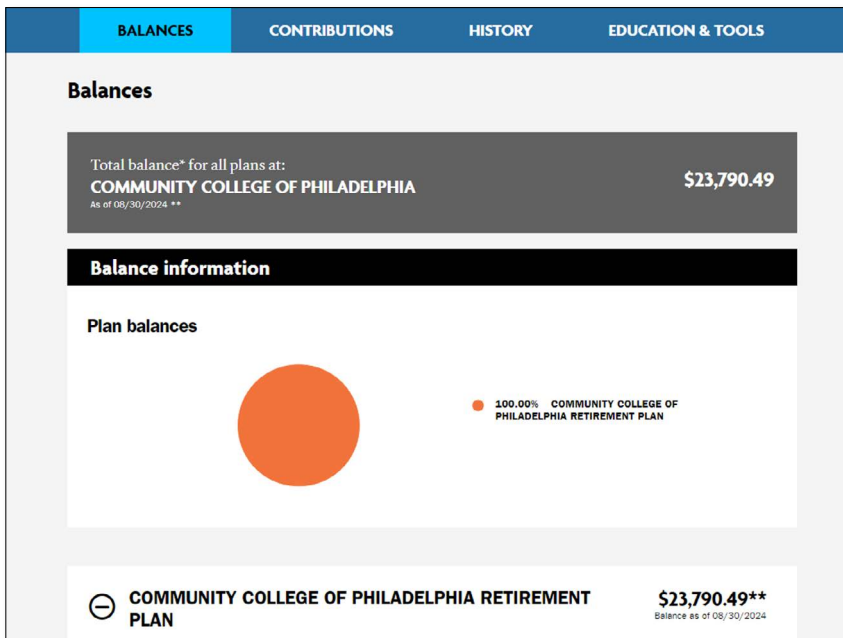 BALANCES CONTRIBUTIONS HISTORY EDUCATION & TOOLS
Balances
Total balance* for all plans at:
COMMUNITY COLLEGE OF PHILADELPHIA
$23,790.49
As of 08/30/2024 **
Balance information
Plan balances
100.00% COMMUNITY COLLEGE OF
PHILADELPHIA RETIREMENT PLAN
COMMUNITY COLLEGE OF PHILADELPHIA RETIREMENT
PLAN
$23,790.49**
Balance as of 08/30/2024